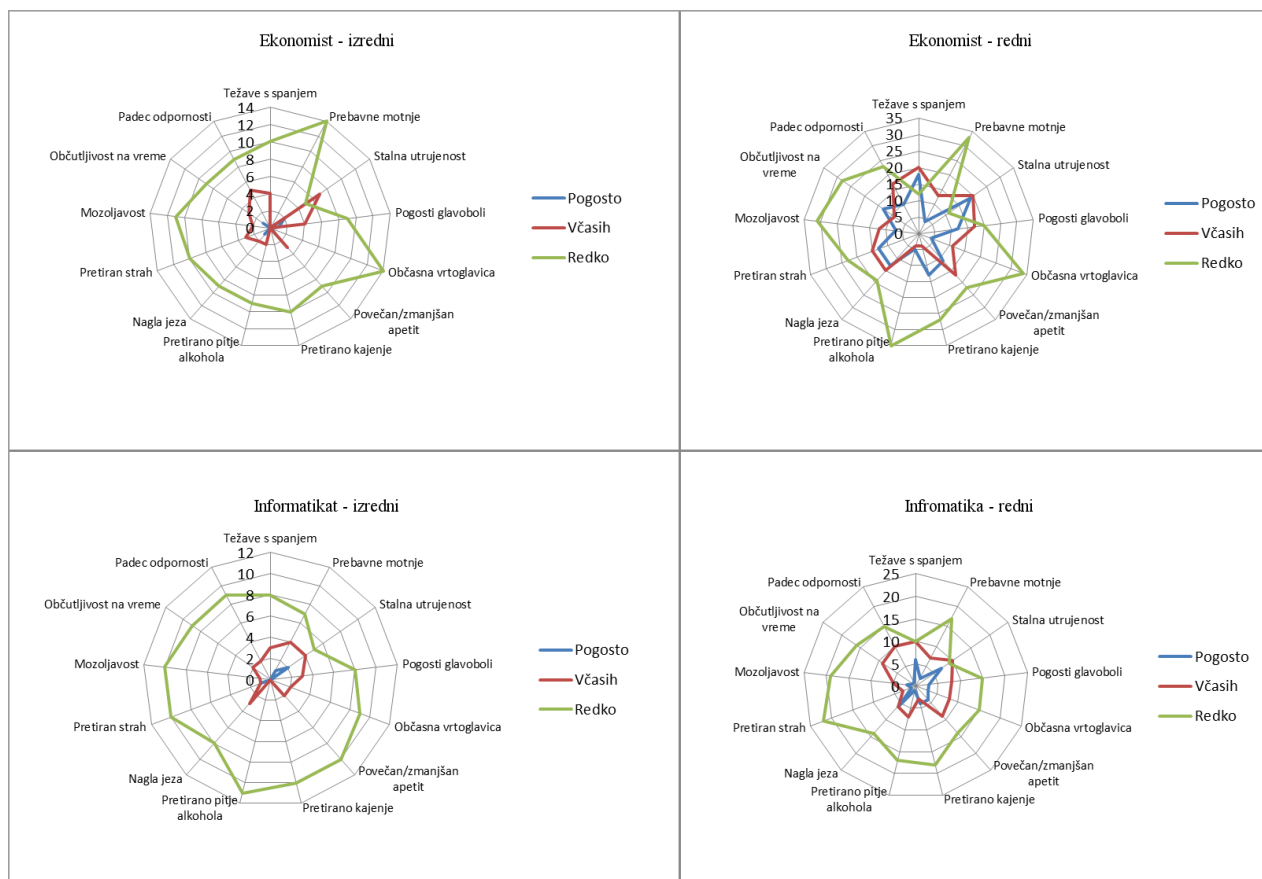 Ekonomist - izredni
Težave s spanjem
14
12
10
8
6
4
2
0
Prebavne motnje
Stalna utrujenost
Pogosti glavoboli
Občasna vrtoglavica
Povečan/zmanjšan
apetit
Pretirano kajenje
Pretirano pitje
alkohola
Nagla jeza
Pretiran strah
Mozoljavost
Občutljivost na vreme
Padec odpornosti
Pogosto
Včasih
Redko
Ekonomist - redni
Težave s spanjem
35
30
25
20
15
10
5
0
Prebavne motnje
Stalna utrujenost
Pogosti glavoboli
Občasna vrtoglavica
Povečan/zmanjšan
apetit
Pretirano kajenje
Pretirano pitje
alkohola
Nagla jeza
Pretiran strah
Mozoljavost
Občutljivost na
vreme
Padec odpornosti
Pogosto
Včasih
Redko
Informatikat - izredni
Težave s spanjem
12
10
8
6
4
2
0
Prebavne motnje
Stalna utrujenost
Pogosti glavoboli
Občasna vrtoglavica
Povečan/zmanjšan
apetit
Pretirano kajenje
Pretirano pitje
alkohola
Nagla jeza
Pretiran strah
Mozoljavost
Občutljivost na vreme
Padec odpornosti
Pogosto
Včasih
Redko
Infromatika - redni
Težave s spanjem
25
20
15
10
5
0
Prebavne motnje
Stalna utrujenost
Pogosti glavoboli
Občasna vrtoglavica
Povečan/zmanjšan
apetit
Pretirano kajenje
Pretirano pitje
alkohola
Nagla jeza
Pretiran strah
Mozoljavost
Občutljivost na
vreme
Padec odpornosti
Pogosto
Včasih
Redko